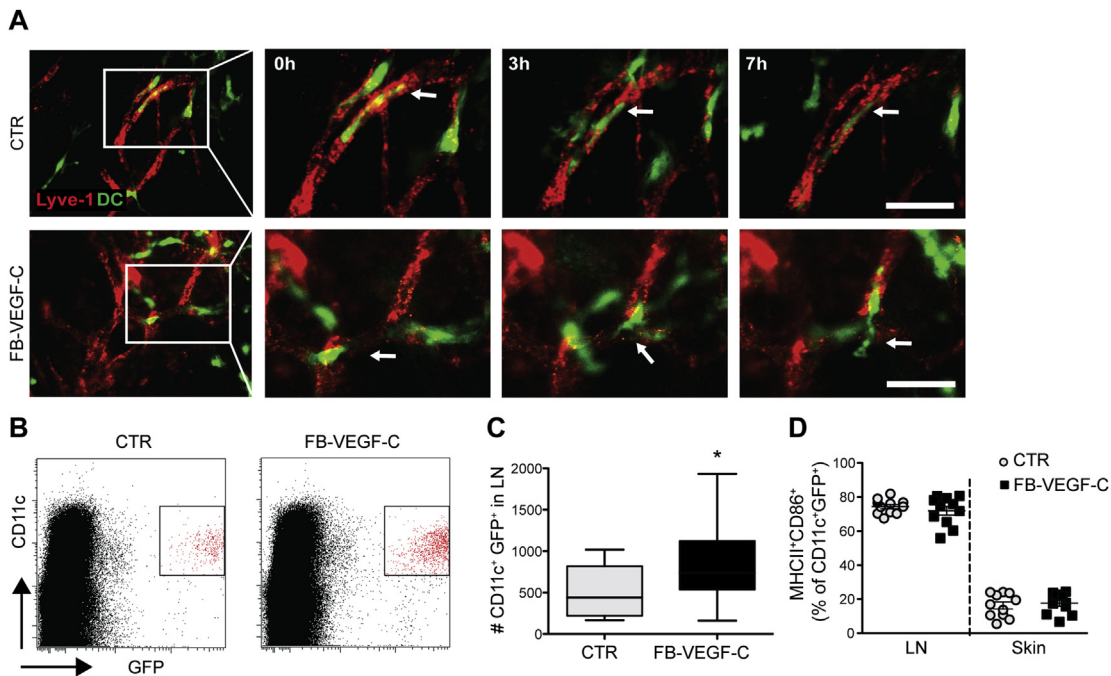 A
0h
3h
7h
CTR
Lyve-1 DC
FB-VEGF-C
B
CTR
FB-VEGF-C
CD11c
GFP
C
*
# CD11c⁺ GFP⁺ in LN
2000
1500
1000
500
0
CTR
FB-VEGF-C
D
CTR
FB-VEGF-C
MHCII⁺CD86⁺
(% of CD11c⁺GFP⁺)
100
80
60
40
20
0
LN
Skin